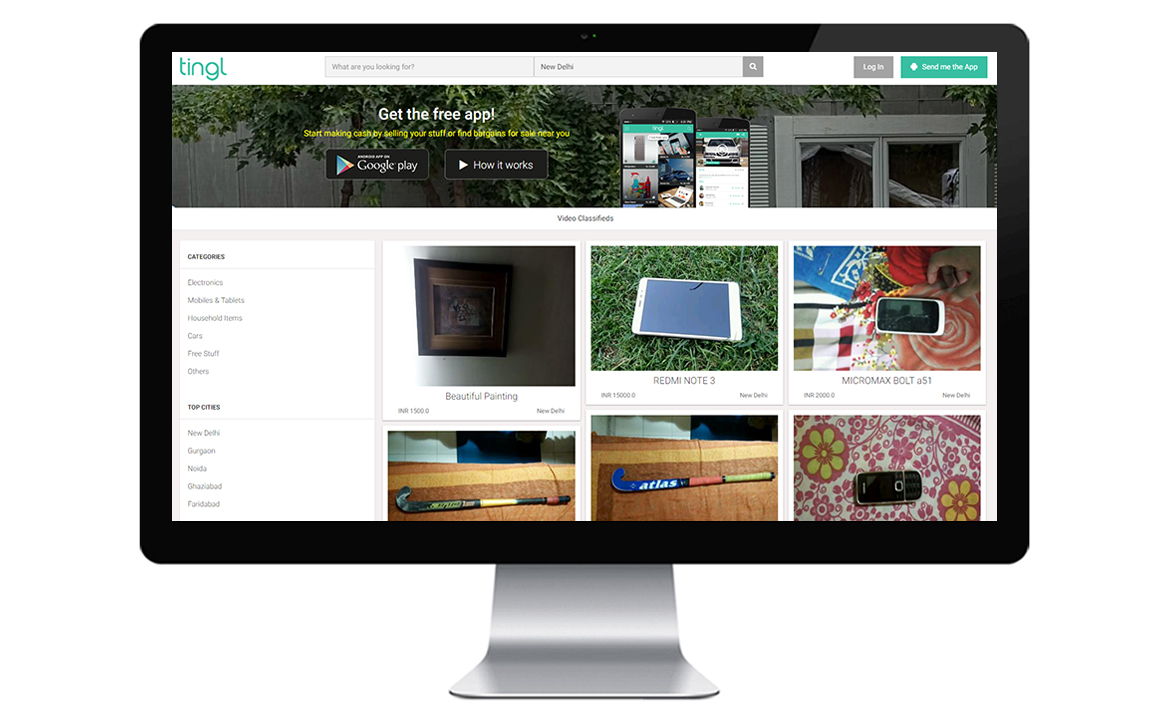 tingl
What are you looking for?
New Delhi
Log In
Send me the App
Get the free app!
Start making cash by selling your stuff or find bargains for sale near you
ANDROID APP ON
Google play
How it works
tingl
Video Classifieds
CATEGORIES
Electronics
Mobiles & Tablets
Household Items
Cars
Free Stuff
Others
TOP CITIES
New Delhi
Gurgaon
Noida
Ghaziabad
Faridabad
Beautiful Painting
INR 1500.0
New Delhi
REDMI NOTE 3
INR 15000.0
New Delhi
MICROMAX BOLT a51
INR 2000.0
New Delhi
atlas